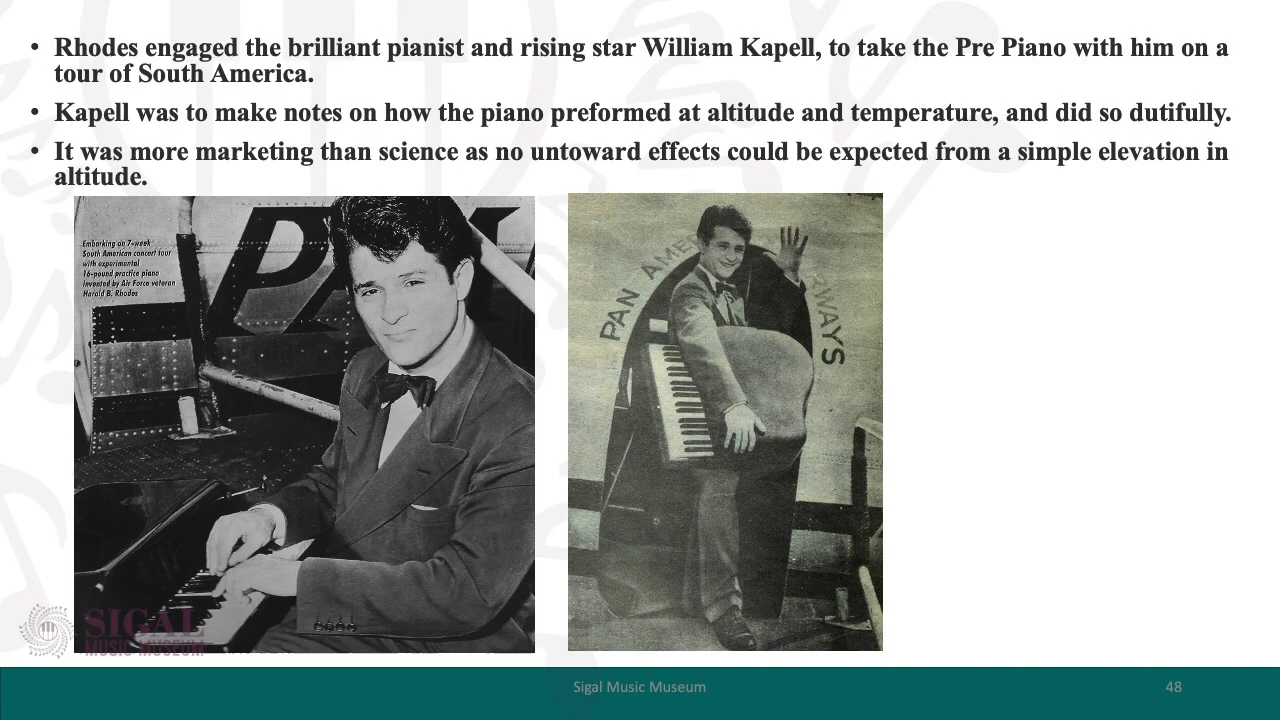 • Rhodes engaged the brilliant pianist and rising star William Kapell, to take the Pre Piano with him on a
tour of South America.
• Kapell was to make notes on how the piano preformed at altitude and temperature, and did so dutifully.
• It was more marketing than science as no untoward effects could be expected from a simple elevation in
altitude.
Embarking on 7-week
South American concert tour
with experimental
16-pound practice piano
invented by Air Force veteran
Harold B. Rhodes
PAN AME
WAYS
SIGAL
MUSIC MUSEUM
Sigal Music Museum
48